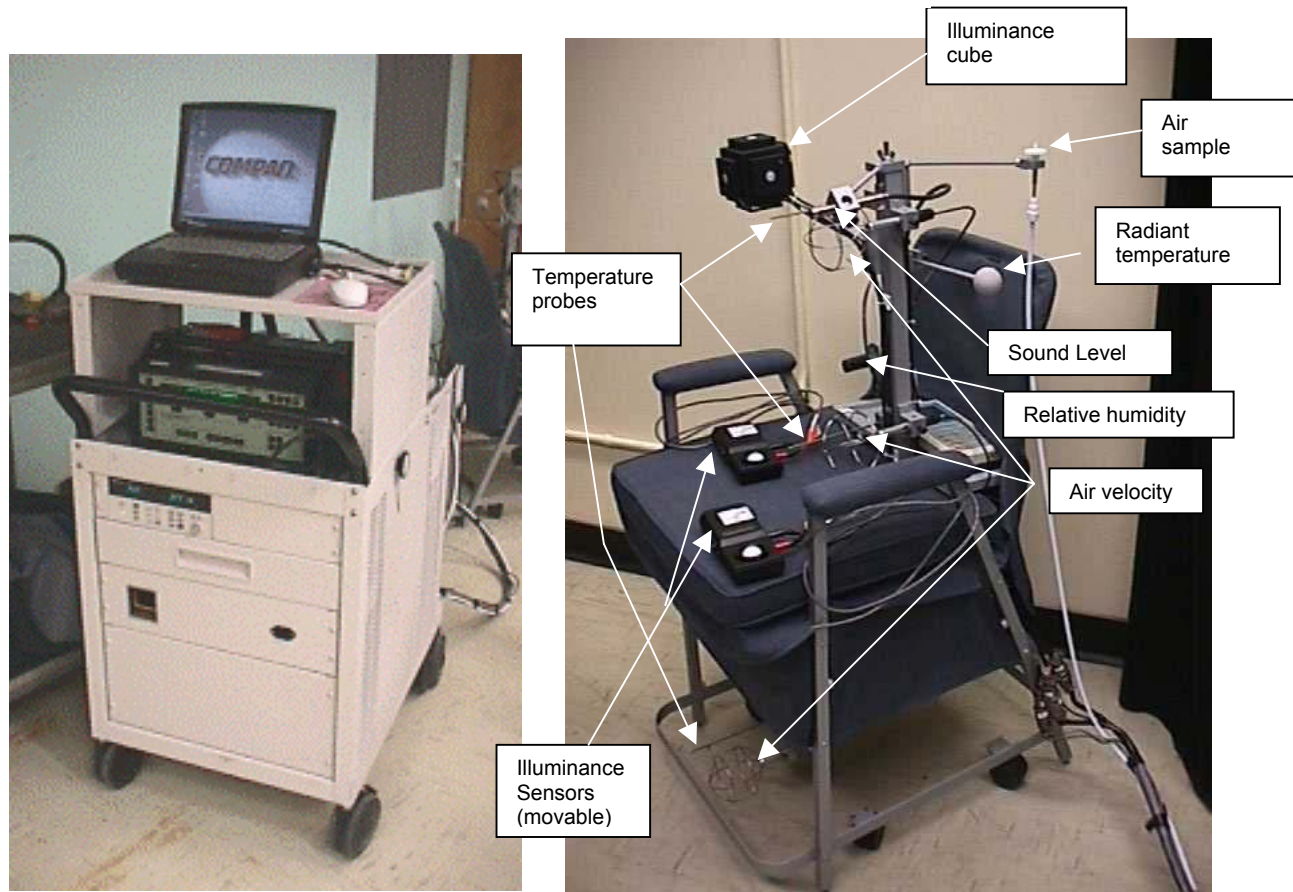 COMPAQ
Illuminance
cube
Air
sample
Radiant
temperature
Temperature
probes
Sound Level
Relative humidity
Air velocity
Illuminance
Sensors
(movable)